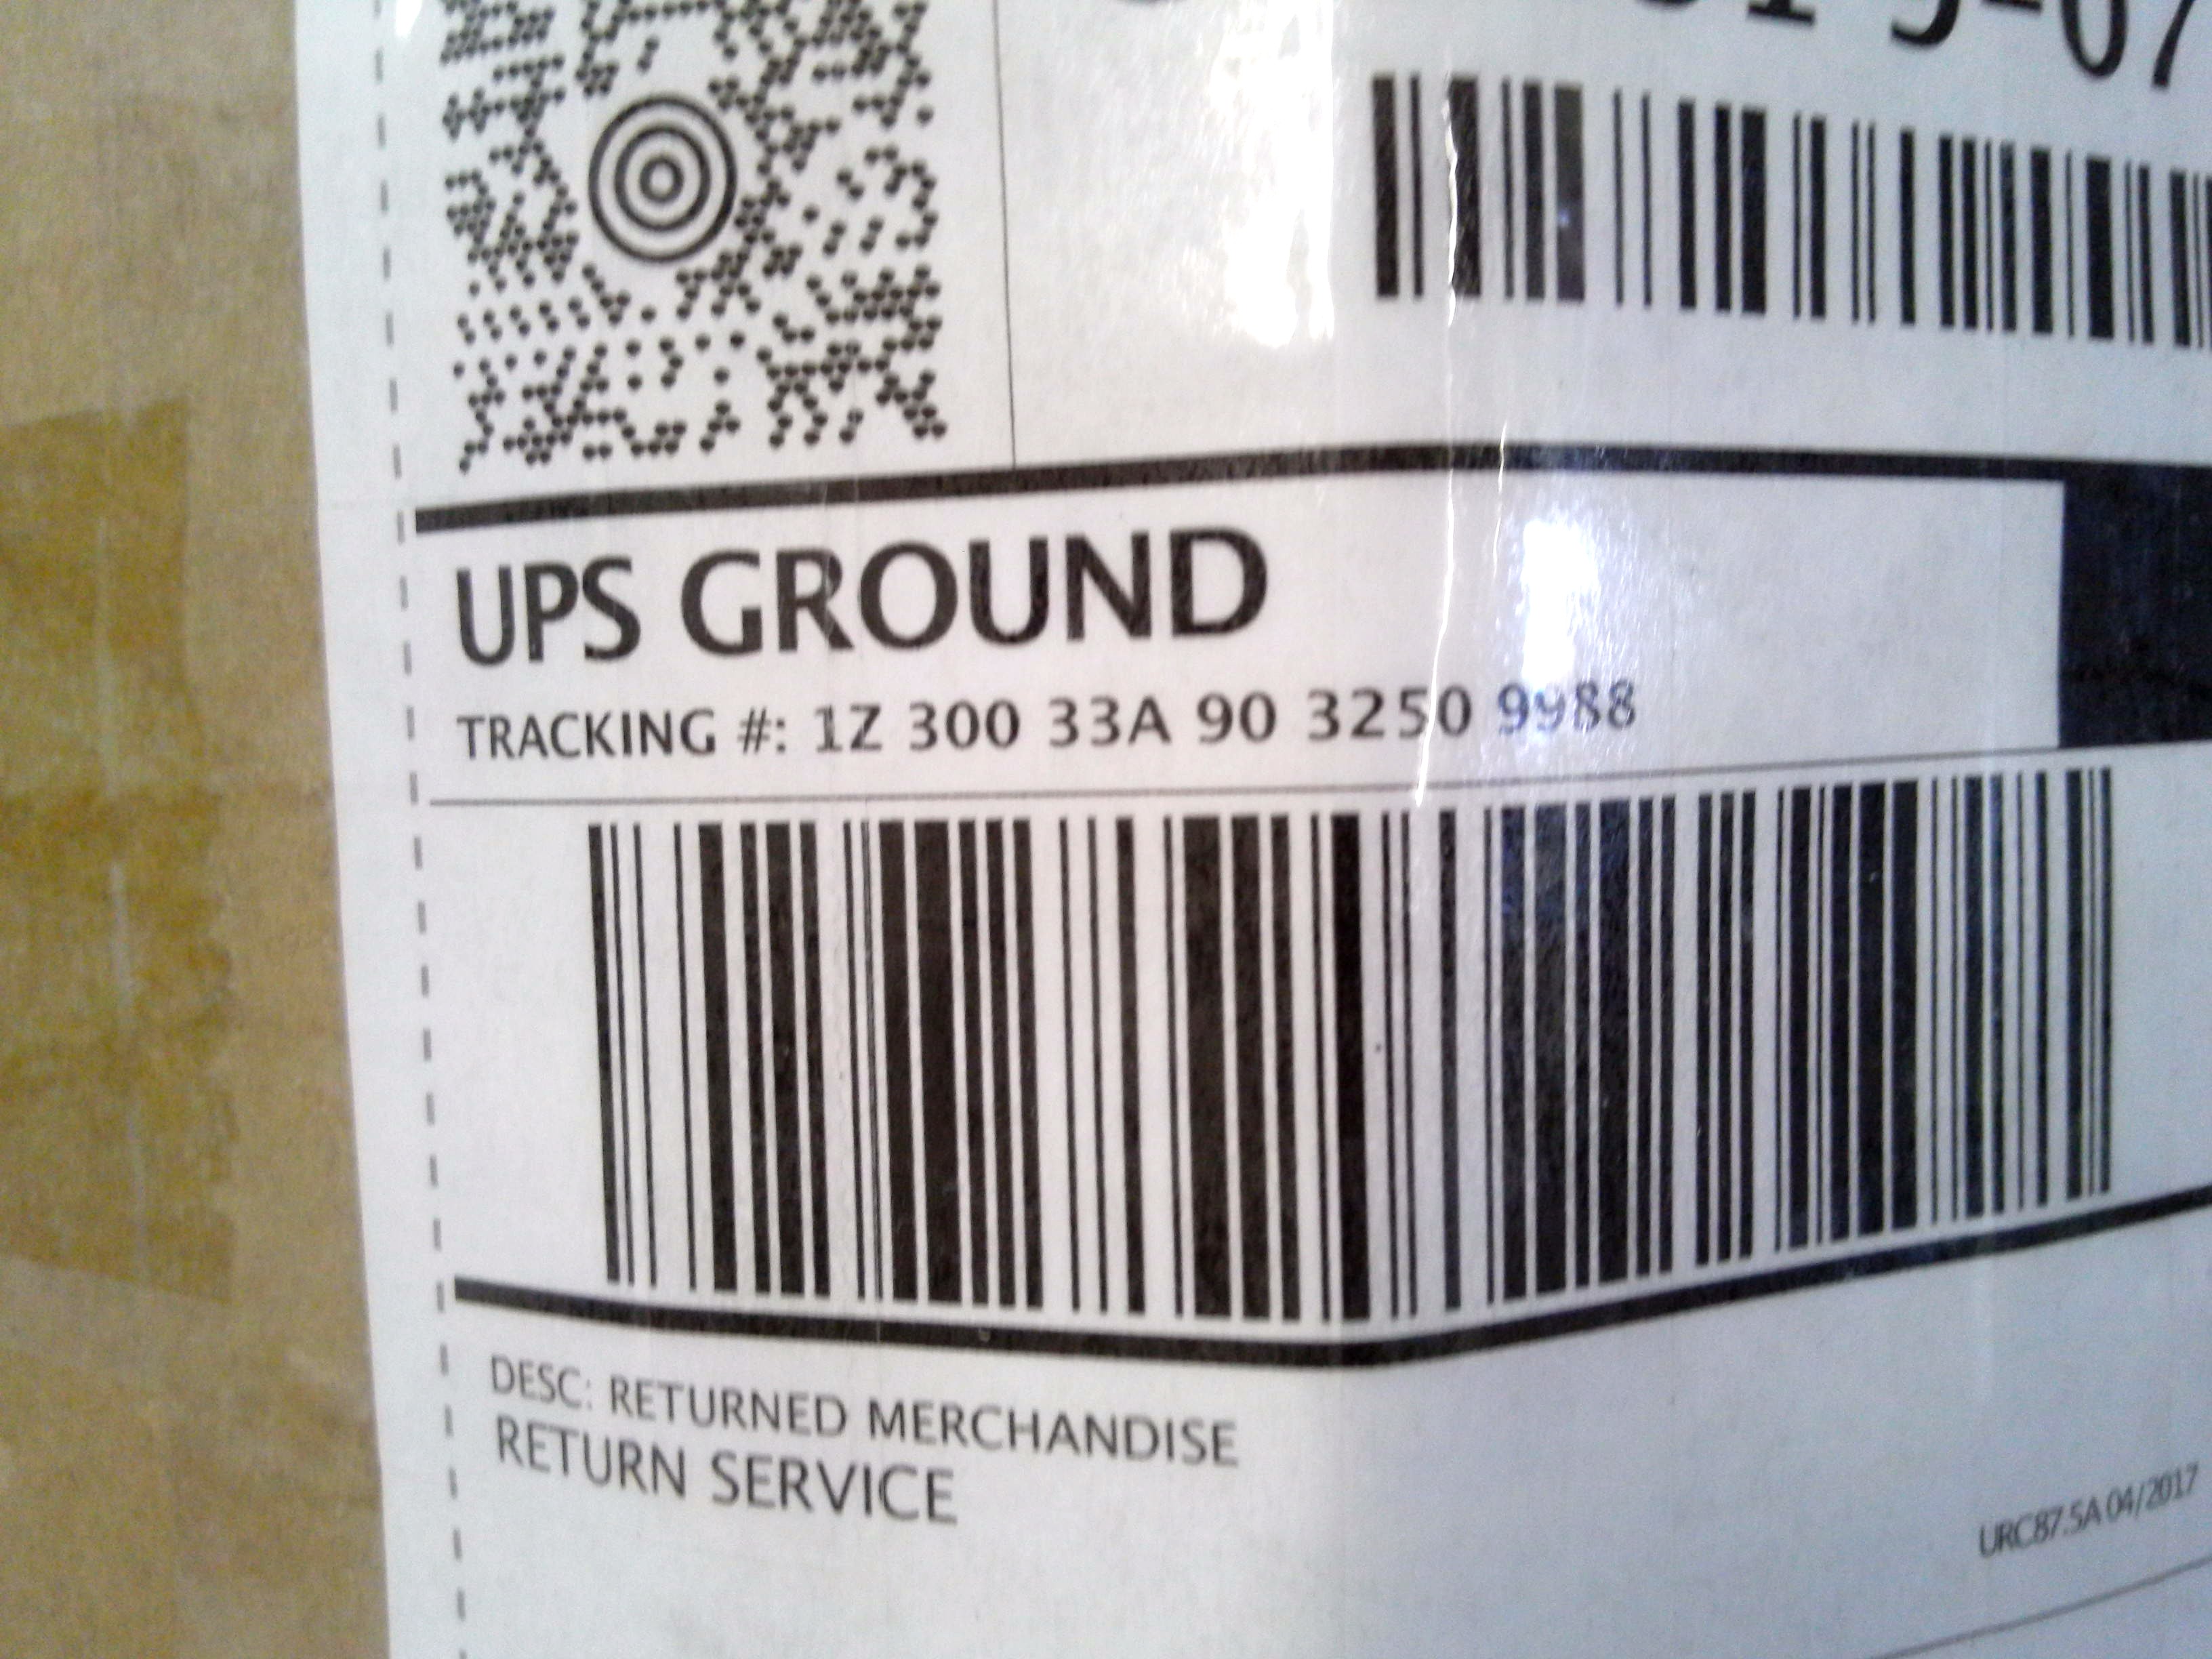 UPS GROUND
TRACKING #: 1Z 300 33A 90 3250 9988
DESC: RETURNED MERCHANDISE
RETURN SERVICE
URC87.5A 04/2017